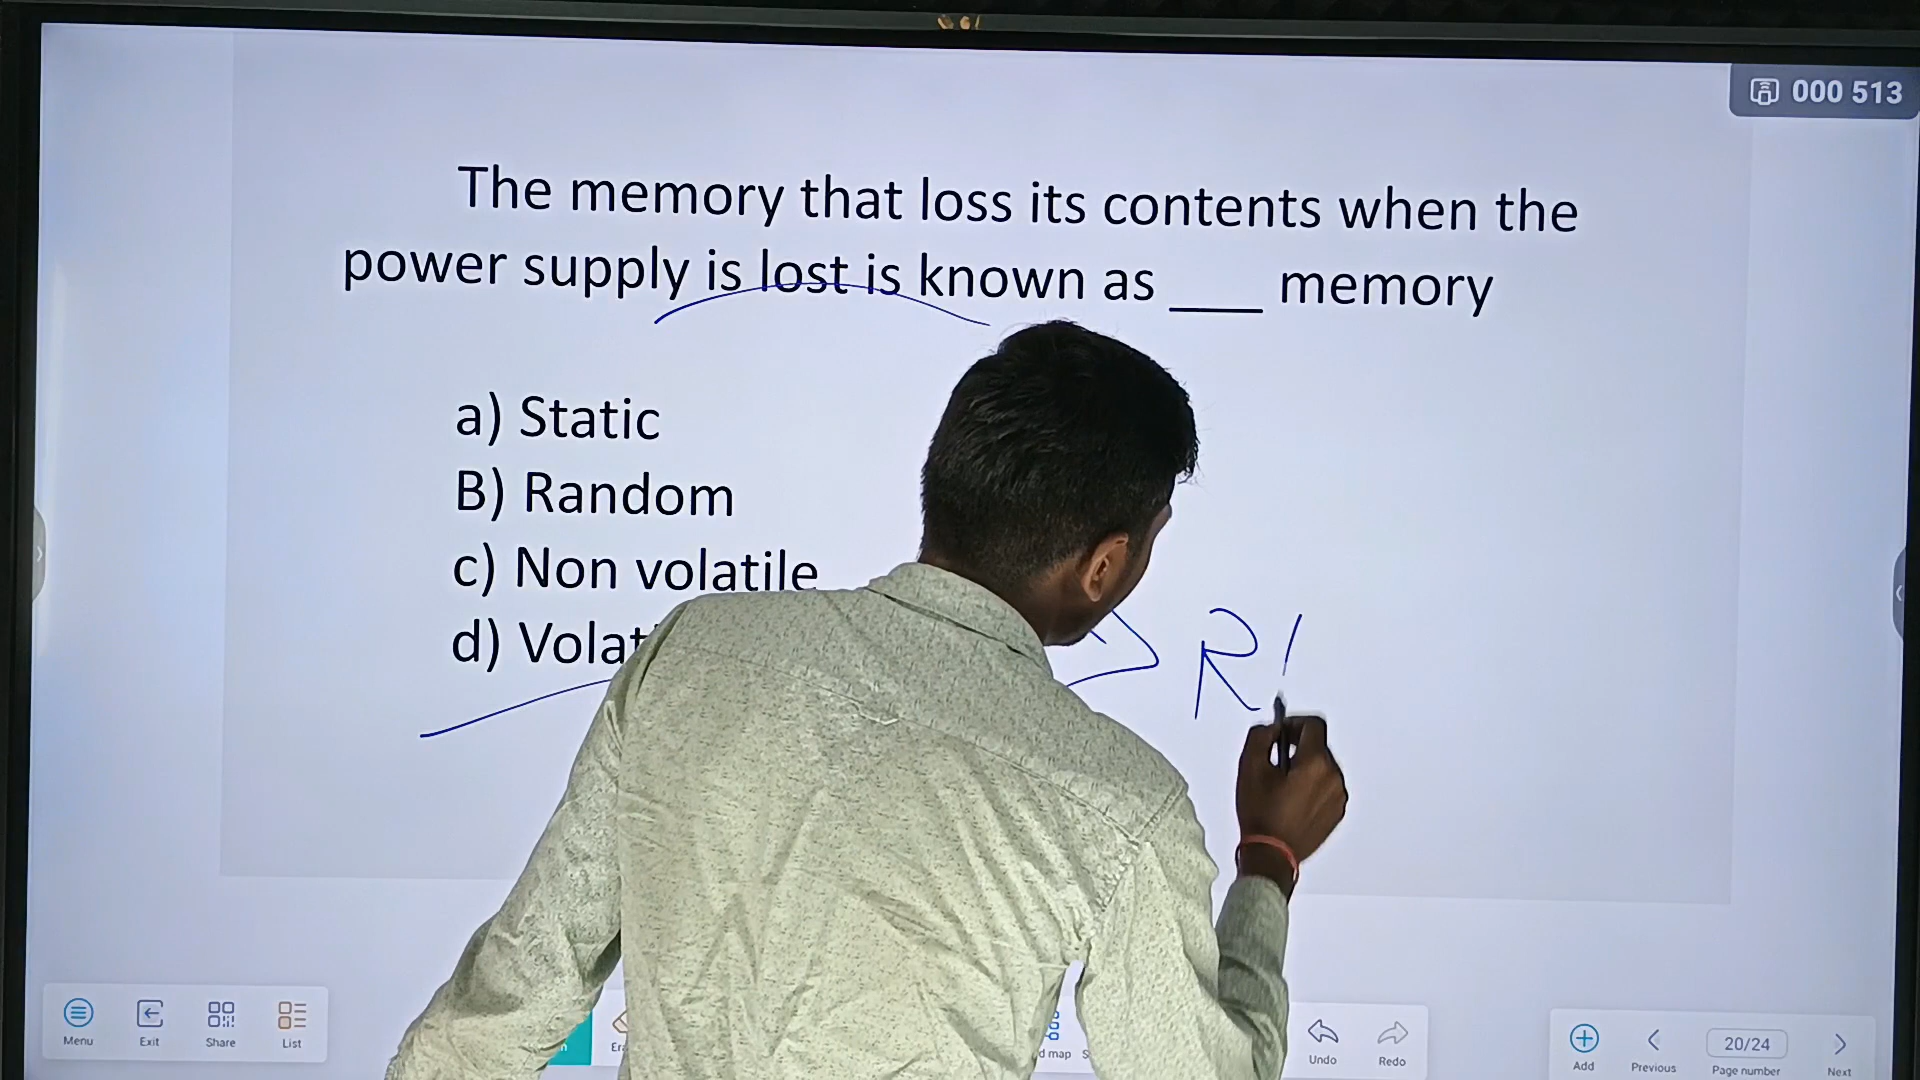 000 513
The memory that loss its contents when the
power supply is lost is known as ____ memory
a) Static
B) Random
c) Non volatile
d) Volat
R
Menu Exit Share List
Undo Redo
Add Previous 20/24 Page number Next